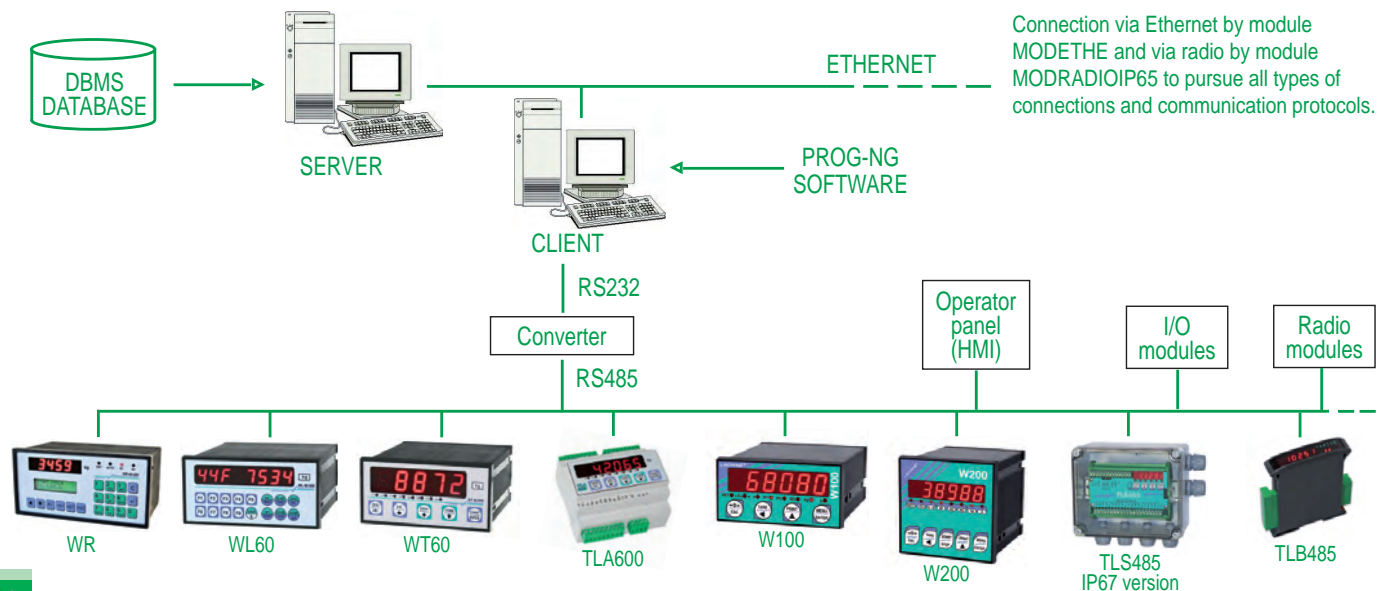 Connection via Ethernet by module
MODETHE and via radio by module
MODRADIOIP65 to pursue all types of
connections and communication protocols.
ETHERNET
DBMS
DATABASE
SERVER
PROG-NG
SOFTWARE
CLIENT
RS232
Converter
RS485
Operator
panel
(HMI)
I/O
modules
Radio
modules
3459
44F 7534
8872
42065
68080
W100
W200
38988
WR
WL60
WT60
TLA600
W100
W200
TLS485
IP67 version
TLB485